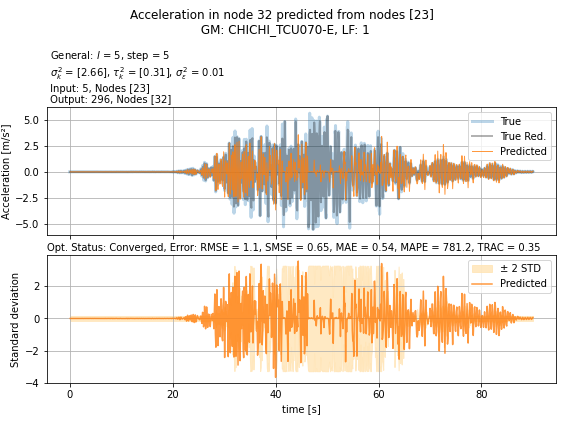 Acceleration in node 32 predicted from nodes [23]
GM: CHICHI_TCU070-E, LF: 1
General: l = 5, step = 5
σ²ₖ = [2.66], τ²ₖ = [0.31], σ²_ε = 0.01
Input: 5, Nodes [23]
Output: 296, Nodes [32]
Acceleration [m/s²]
5.0
2.5
0.0
−2.5
−5.0
True
True Red.
Predicted
Opt. Status: Converged, Error: RMSE = 1.1, SMSE = 0.65, MAE = 0.54, MAPE = 781.2, TRAC = 0.35
Standard deviation
2
0
−2
−4
± 2 STD
Predicted
0
20
40
60
80
time [s]